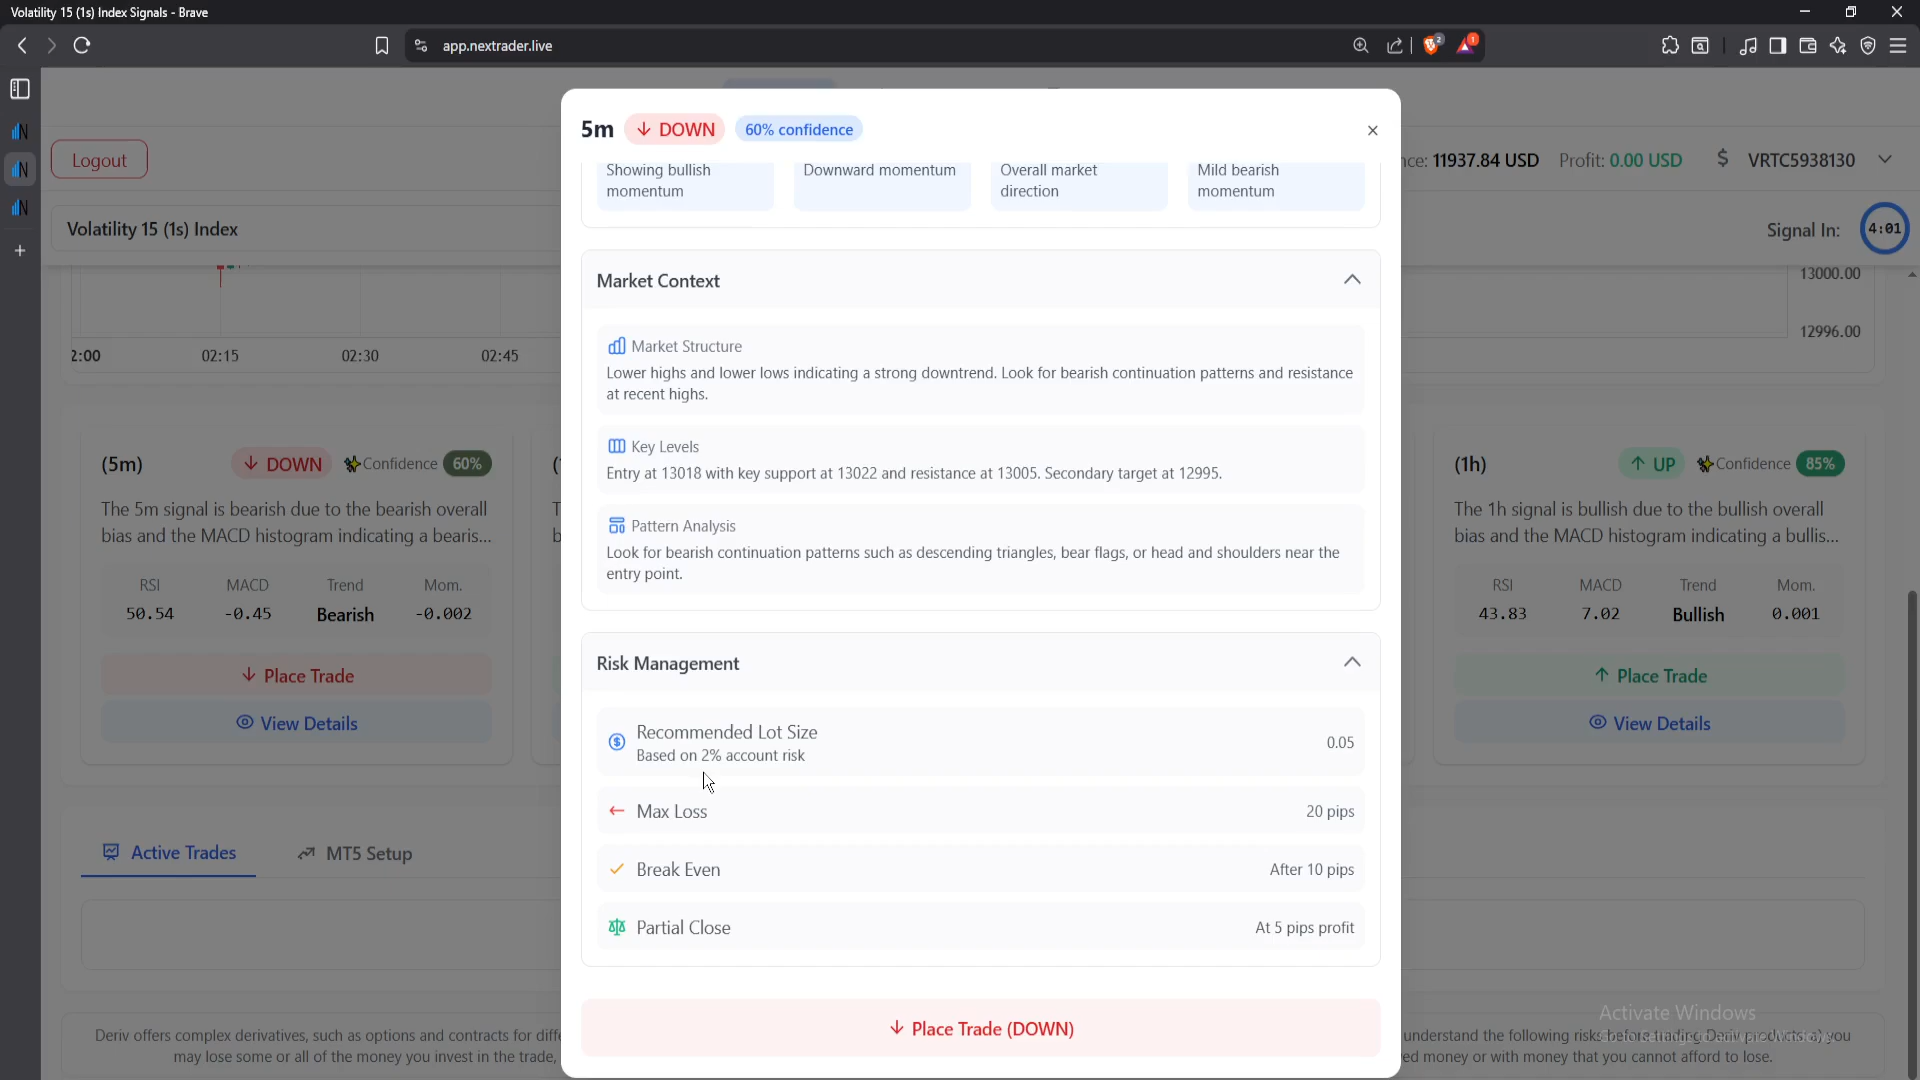 Volatility 15 (1s) Index Signals - Brave
app.nextrader.live
2
1
5m
DOWN
60% confidence
Logout
Showing bullish
momentum
Downward momentum
Overall market
direction
Mild bearish
momentum
nce: 11937.84 USD
Profit: 0.00 USD
$
VRTC5938130
Volatility 15 (1s) Index
Signal In:
4:01
Market Context
13000.00
12996.00
2:00
02:15
02:30
02:45
Market Structure
Lower highs and lower lows indicating a strong downtrend. Look for bearish continuation patterns and resistance
at recent highs.
Key Levels
Entry at 13018 with key support at 13022 and resistance at 13005. Secondary target at 12995.
Pattern Analysis
Look for bearish continuation patterns such as descending triangles, bear flags, or head and shoulders near the
entry point.
(5m)
DOWN
Confidence
60%
The 5m signal is bearish due to the bearish overall
bias and the MACD histogram indicating a bearis...
RSI
MACD
Trend
Mom.
50.54
-0.45
Bearish
-0.002
Place Trade
View Details
(1h)
UP
Confidence
85%
The 1h signal is bullish due to the bullish overall
bias and the MACD histogram indicating a bullis...
RSI
MACD
Trend
Mom.
43.83
7.02
Bullish
0.001
Place Trade
View Details
Risk Management
Recommended Lot Size
Based on 2% account risk
0.05
Max Loss
20 pips
Break Even
After 10 pips
Partial Close
At 5 pips profit
Active Trades
MT5 Setup
Place Trade (DOWN)
Deriv offers complex derivatives, such as options and contracts for diffe
may lose some or all of the money you invest in the trade,
understand the following risks before trading Deriv products: a) you
ed money or with money that you cannot afford to lose.
Activate Windows